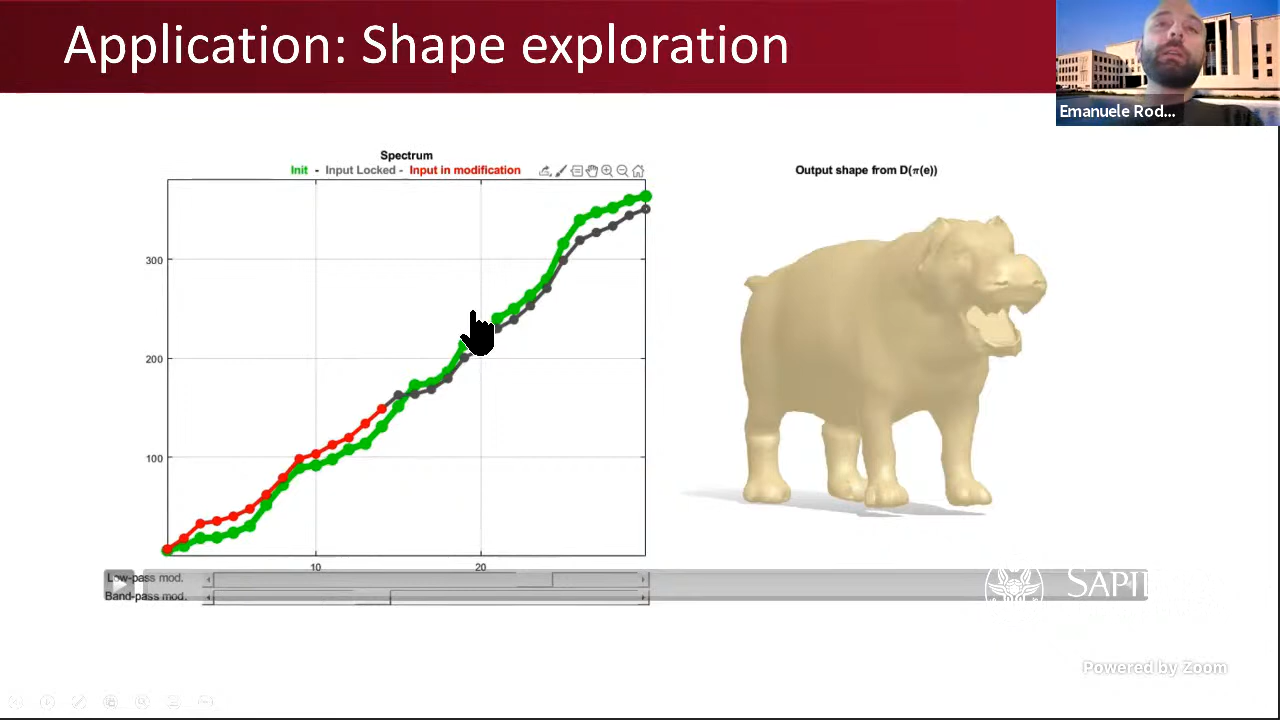 Application: Shape exploration
Emanuele Rod...
Spectrum
Init - Input Locked - Input in modification
Output shape from D(π(e))
300
200
100
10
20
Low-pass mod.
Band-pass mod.
Powered by Zoom